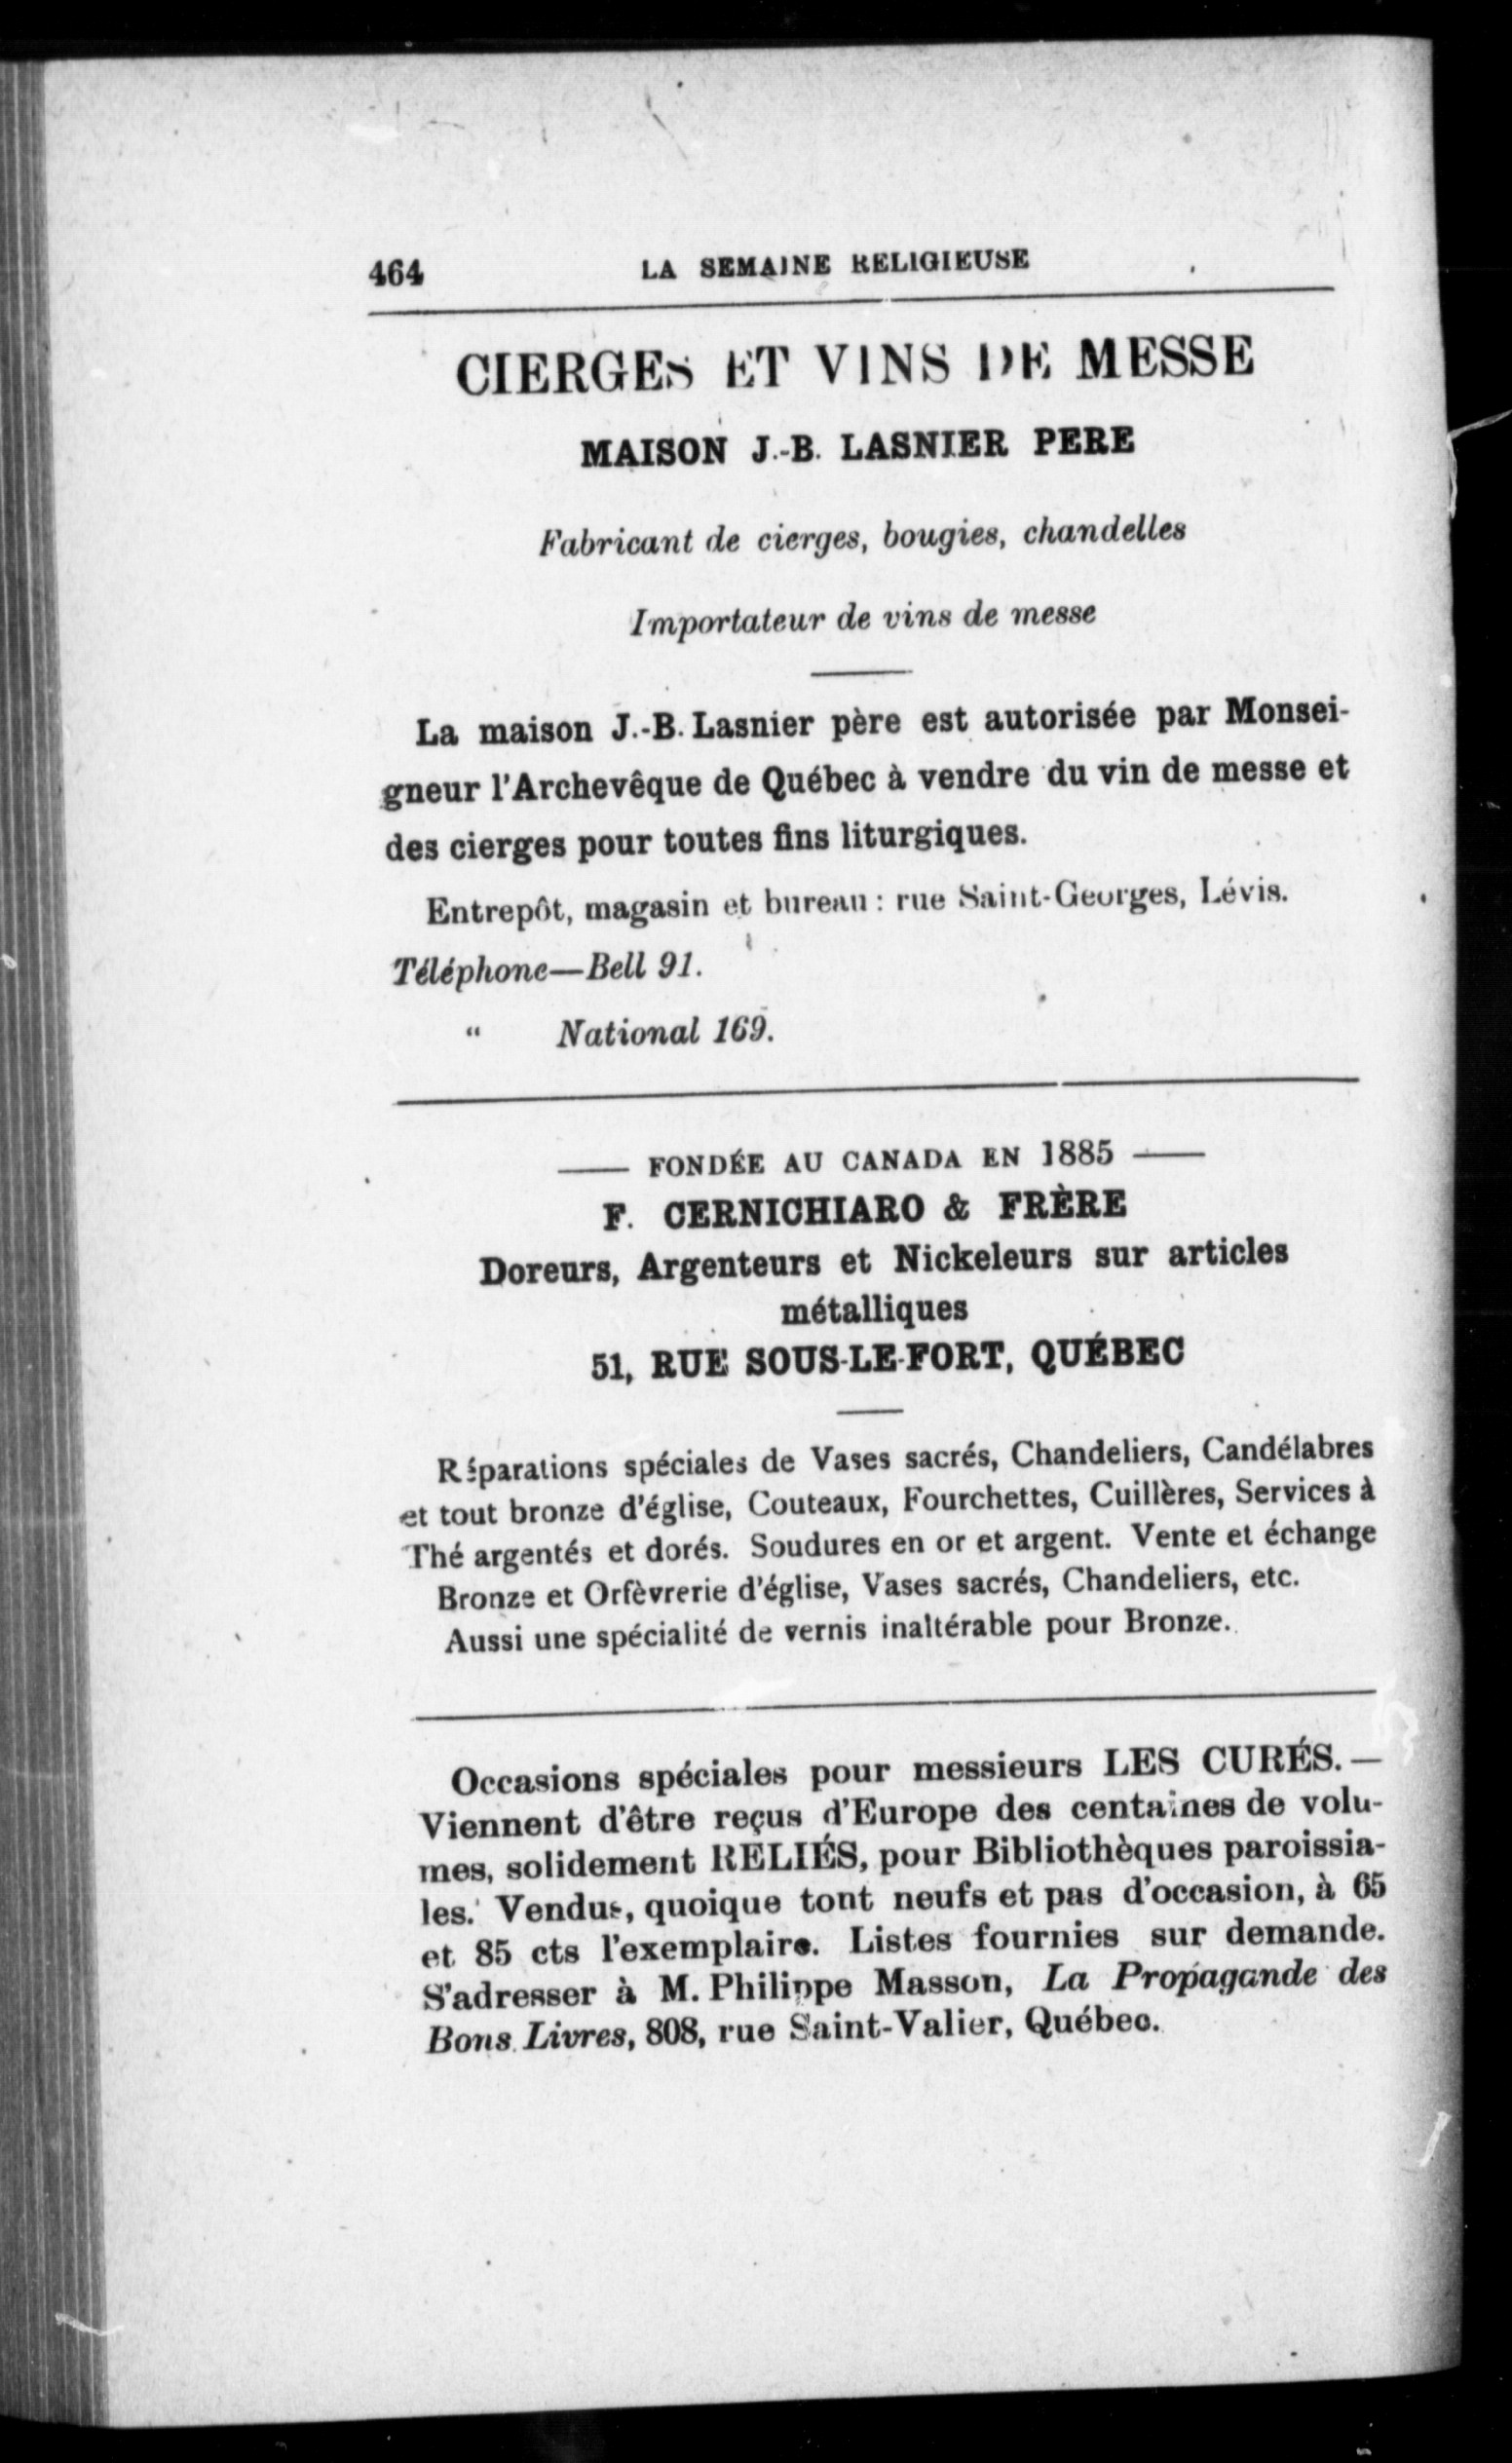 464 LA SEMAINE RELIGIEUSE
CIERGES ET VINS DE MESSE
MAISON J.-B. LASNIER PERE
Fabricant de cierges, bougies, chandelles
Importateur de vins de messe
La maison J.-B. Lasnier père est autorisée par Monsei-
gneur l'Archevêque de Québec à vendre du vin de messe et
des cierges pour toutes fins liturgiques.
Entrepôt, magasin et bureau : rue Saint-Georges, Lévis.
Téléphone—Bell 91.
“ National 169.
— FONDÉE AU CANADA EN 1885 —
F. CERNICHIARO & FRÈRE
Doreurs, Argenteurs et Nickeleurs sur articles
métalliques
51, RUE SOUS-LE-FORT, QUÉBEC
Réparations spéciales de Vases sacrés, Chandeliers, Candélabres
et tout bronze d'église, Couteaux, Fourchettes, Cuillères, Services à
Thé argentés et dorés. Soudures en or et argent. Vente et échange
Bronze et Orfèvrerie d'église, Vases sacrés, Chandeliers, etc.
Aussi une spécialité de vernis inaltérable pour Bronze.
Occasions spéciales pour messieurs LES CURÉS. —
Viennent d'être reçus d'Europe des centaines de volu-
mes, solidement RELIÉS, pour Bibliothèques paroissia-
les. Vendus, quoique tont neufs et pas d'occasion, à 65
et 85 cts l'exemplaire. Listes fournies sur demande.
S'adresser à M. Philippe Masson, La Propagande des
Bons Livres, 808, rue Saint-Valier, Québec.